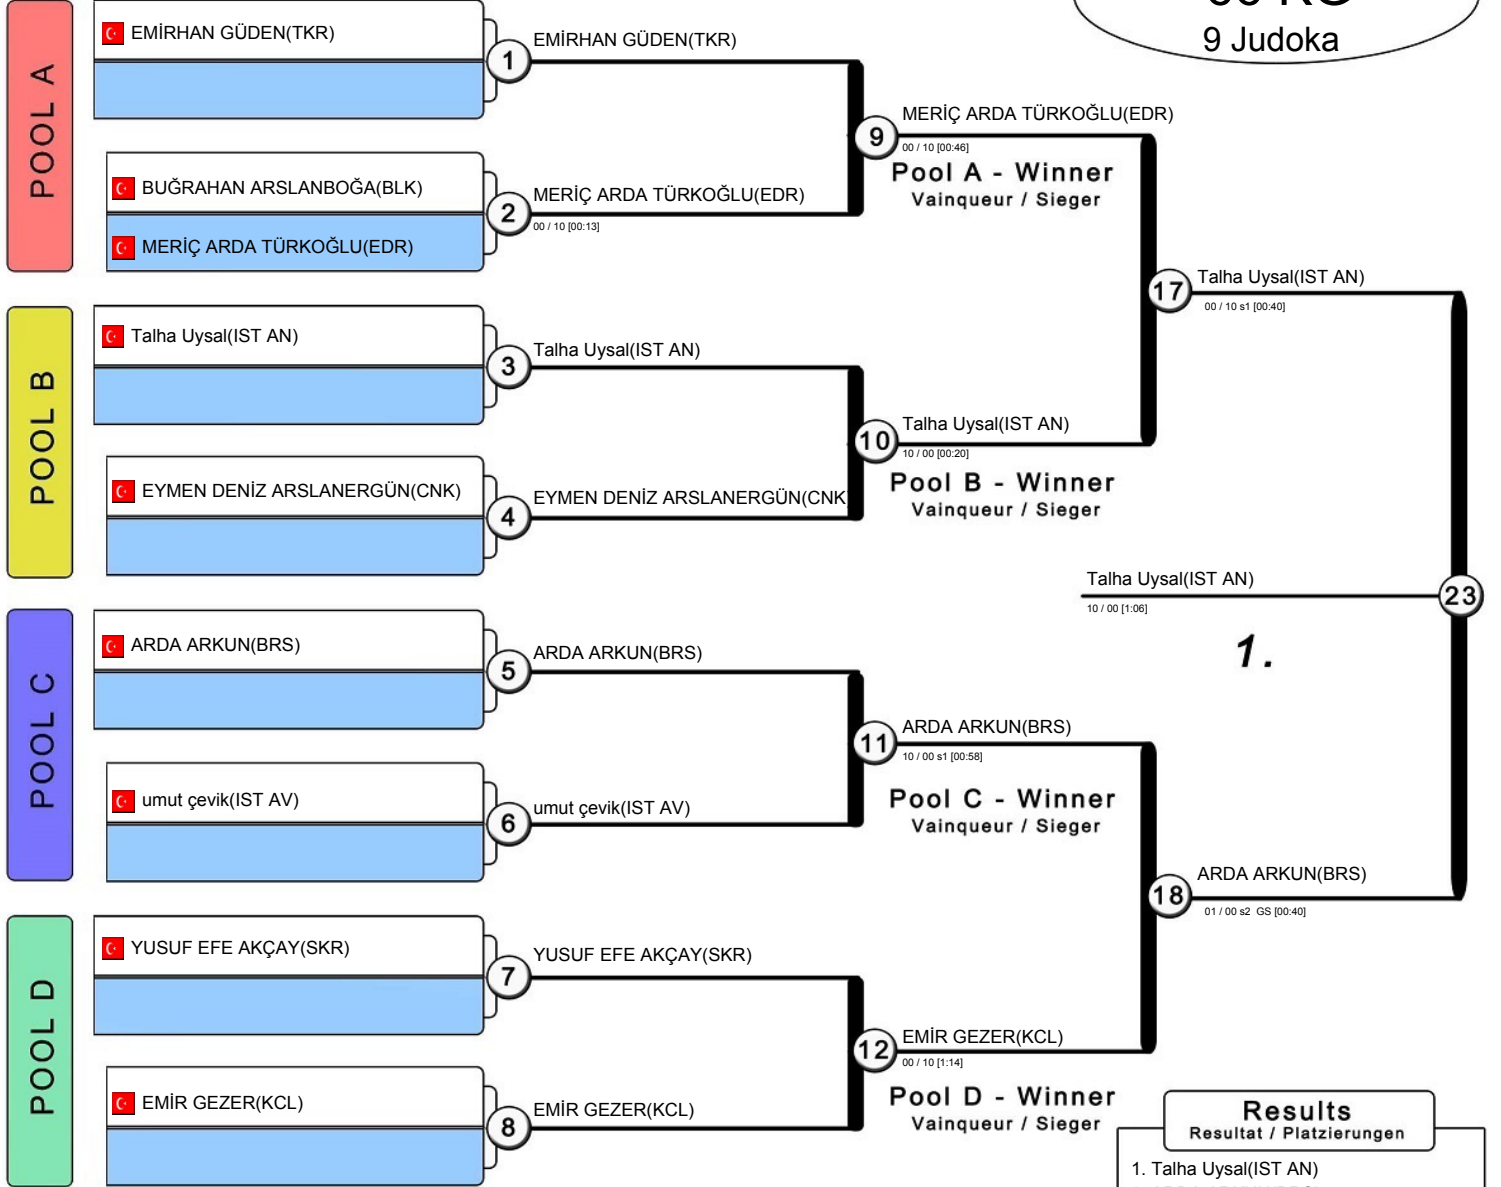 KG
9 Judoka
POOL A
EMİRHAN GÜDEN(TKR)
BUĞRAHAN ARSLANBOĞA(BLK)
MERİÇ ARDA TÜRKOĞLU(EDR)
1
EMİRHAN GÜDEN(TKR)
2
MERİÇ ARDA TÜRKOĞLU(EDR)
00 / 10 [00:13]
9
MERİÇ ARDA TÜRKOĞLU(EDR)
00 / 10 [00:46]
Pool A - Winner
Vainqueur / Sieger
POOL B
Talha Uysal(IST AN)
EYMEN DENİZ ARSLANERGÜN(CNK)
3
Talha Uysal(IST AN)
4
EYMEN DENİZ ARSLANERGÜN(CNK
10
Talha Uysal(IST AN)
10 / 00 [00:20]
Pool B - Winner
Vainqueur / Sieger
17
Talha Uysal(IST AN)
00 / 10 s1 [00:40]
Talha Uysal(IST AN)
10 / 00 [1:06]
23
1.
POOL C
ARDA ARKUN(BRS)
umut çevik(IST AV)
5
ARDA ARKUN(BRS)
6
umut çevik(IST AV)
11
ARDA ARKUN(BRS)
10 / 00 s1 [00:58]
Pool C - Winner
Vainqueur / Sieger
18
ARDA ARKUN(BRS)
01 / 00 s2 GS [00:40]
POOL D
YUSUF EFE AKÇAY(SKR)
EMİR GEZER(KCL)
7
YUSUF EFE AKÇAY(SKR)
8
EMİR GEZER(KCL)
12
EMİR GEZER(KCL)
00 / 10 [1:14]
Pool D - Winner
Vainqueur / Sieger
Results
Resultat / Platzierungen
1. Talha Uysal(IST AN)